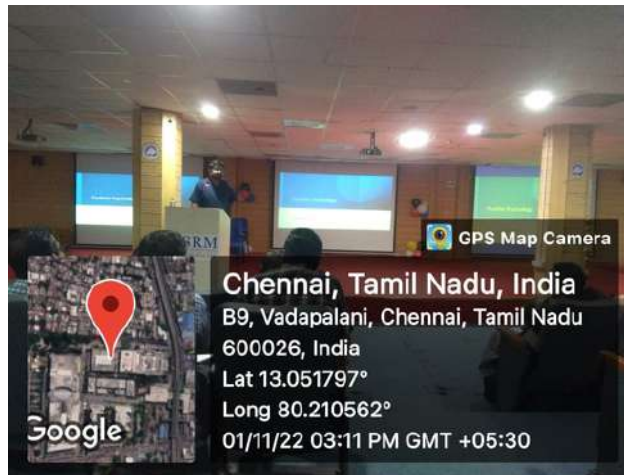 SRM
GPS Map Camera
Chennai, Tamil Nadu, India
B9, Vadapalani, Chennai, Tamil Nadu
600026, India
Lat 13.051797°
Long 80.210562°
01/11/22 03:11 PM GMT +05:30
Google